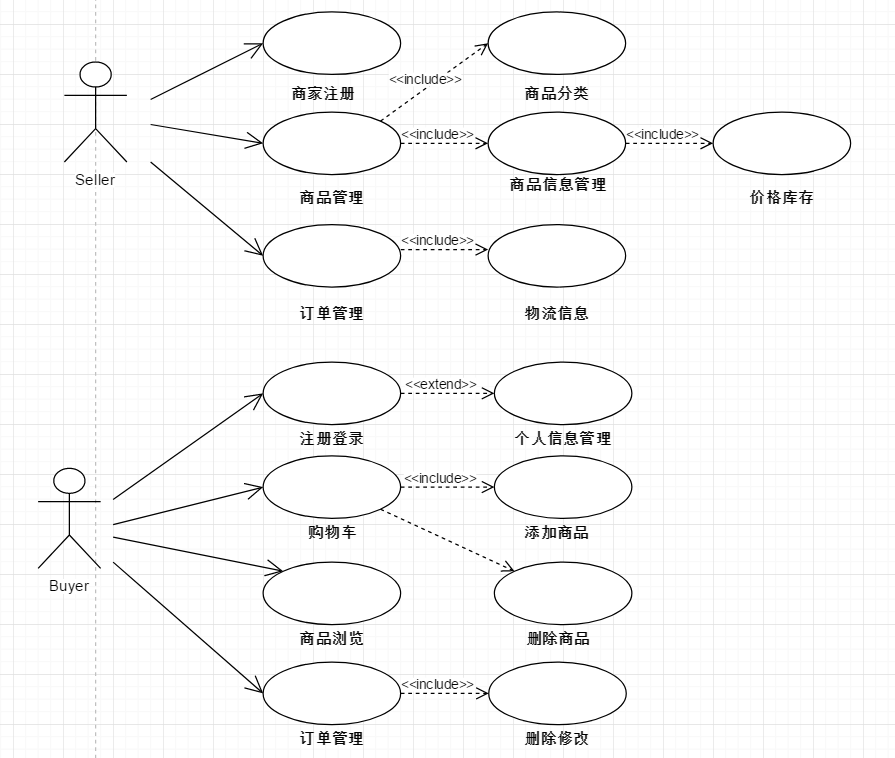 <<include>>
商家注册
商品分类
Seller
<<include>>
<<include>>
商品管理
商品信息管理
价格库存
<<include>>
订单管理
物流信息
<<extend>>
注册登录
个人信息管理
Buyer
<<include>>
购物车
添加商品
商品浏览
删除商品
<<include>>
订单管理
删除修改